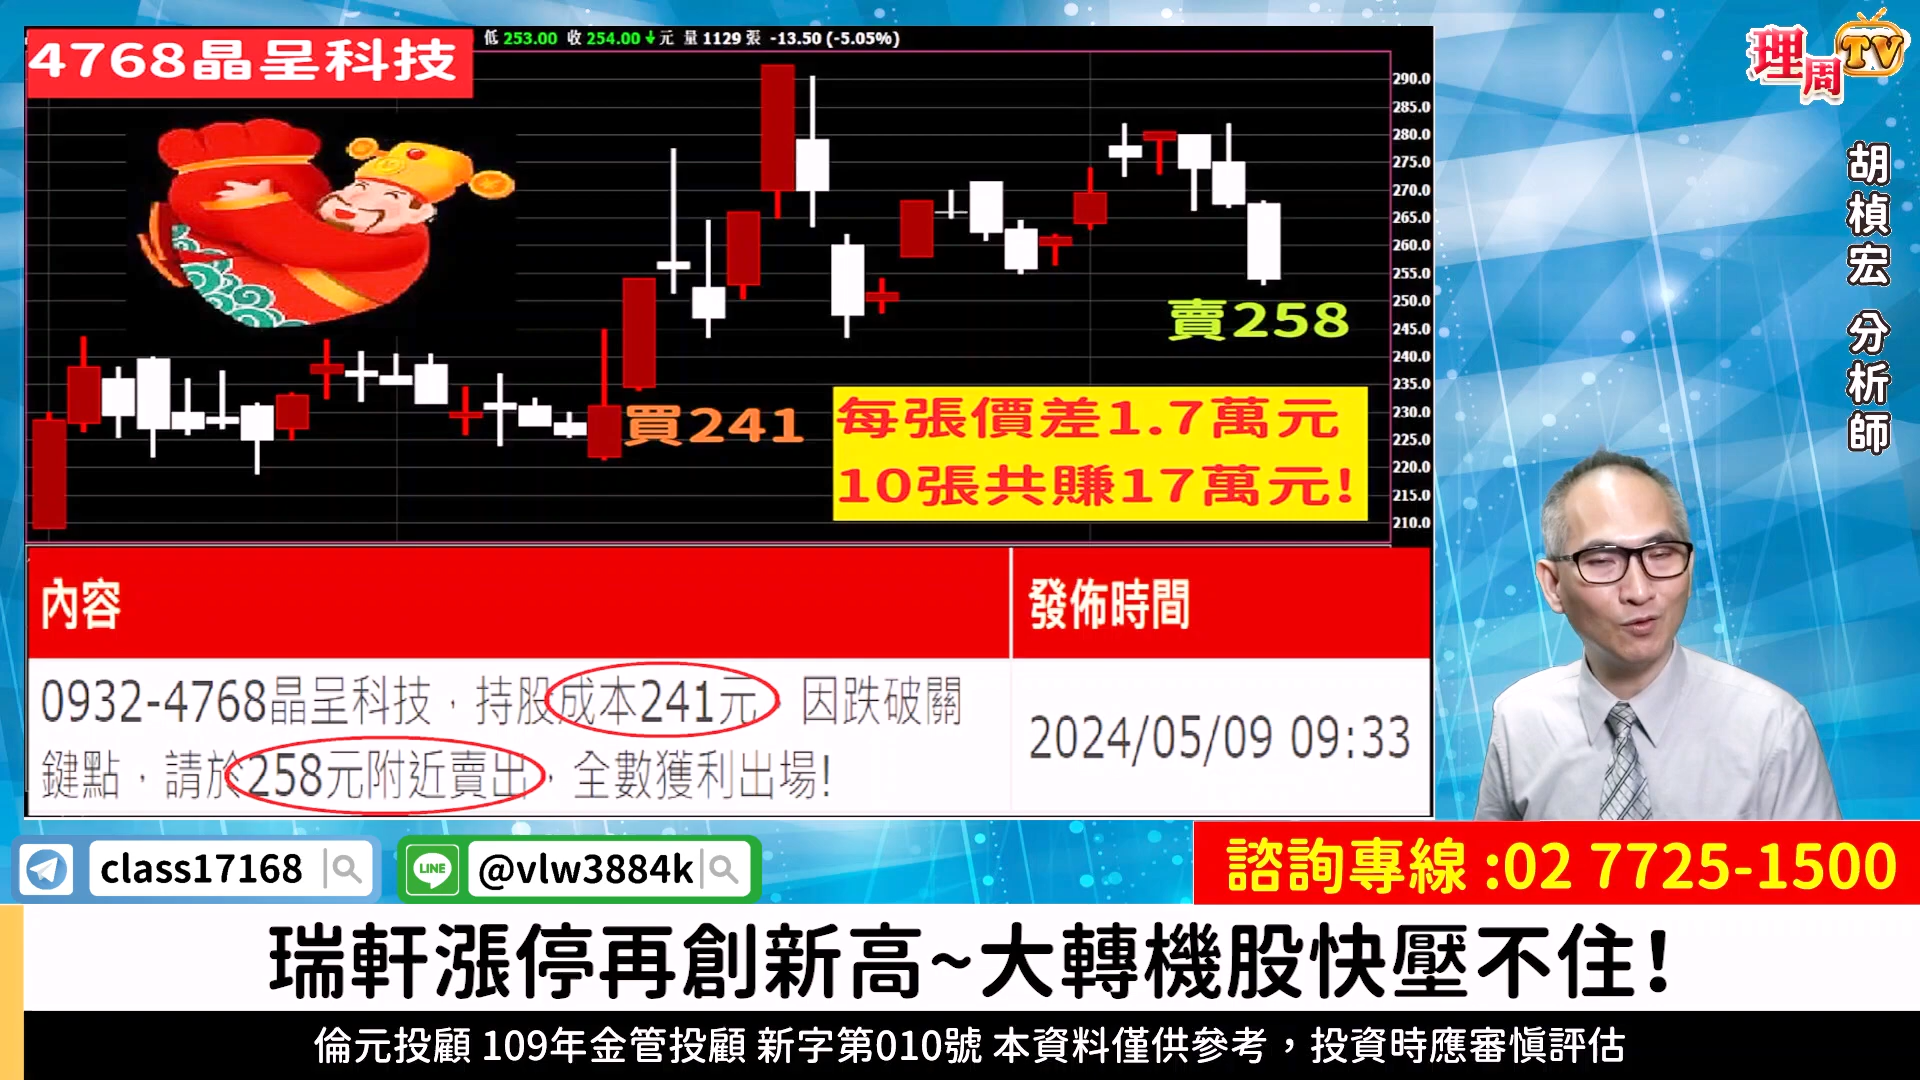 4768晶呈科技
低 253.00 收 254.00 元 量 1129 張 -13.50 (-5.05%)
290.0
285.0
280.0
275.0
270.0
265.0
260.0
255.0
250.0
245.0
240.0
235.0
230.0
225.0
220.0
215.0
210.0
賣258
買241
每張價差1.7萬元
10張共賺17萬元!
內容
發佈時間
0932-4768晶呈科技，持股成本241元，因跌破關
鍵點，請於258元附近賣出，全數獲利出場!
2024/05/09 09:33
理周TV
胡楨宏 分析師
class17168
LINE
@vlw3884k
諮詢專線 :02 7725-1500
瑞軒漲停再創新高~大轉機股快壓不住!
倫元投顧 109年金管投顧 新字第010號 本資料僅供參考，投資時應審慎評估